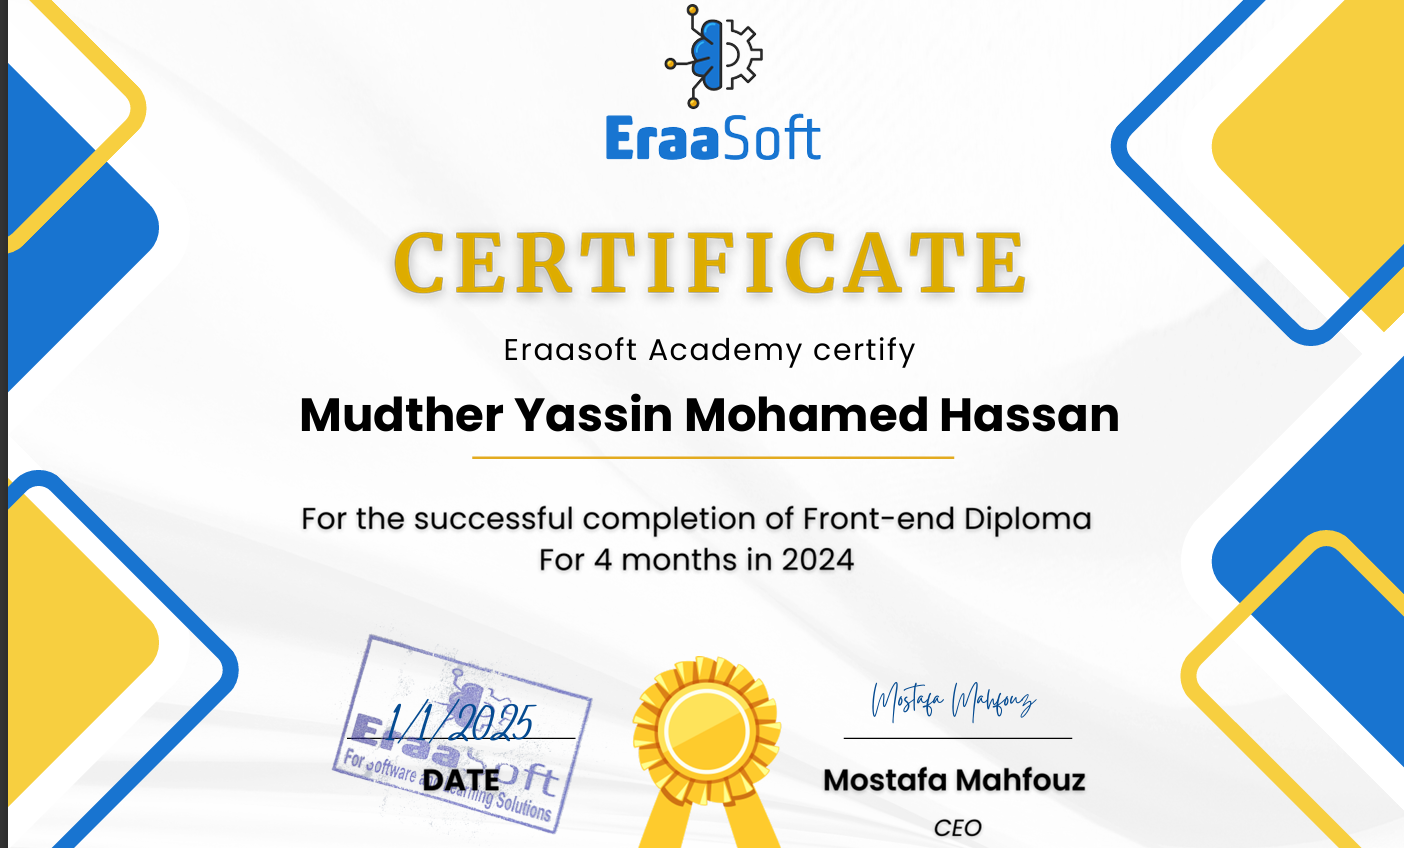 EraaSoft
CERTIFICATE
Eraasoft Academy certify
Mudther Yassin Mohamed Hassan
For the successful completion of Front-end Diploma
For 4 months in 2024
1/1/2025
DATE
EraaSoft
For Software and Learning Solutions
Mostafa Mahfouz
Mostafa Mahfouz
CEO